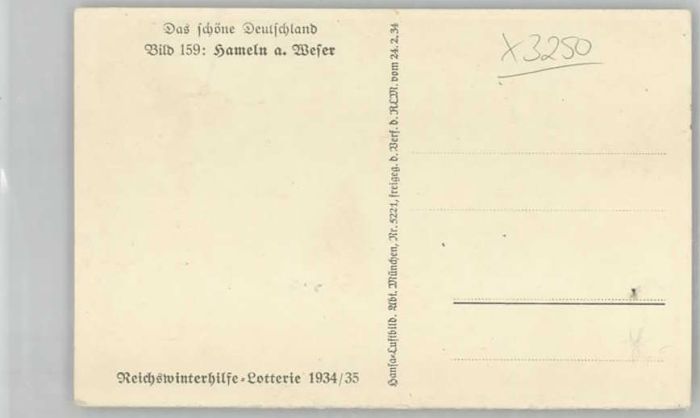 Das schöne Deutschland
Bild 159: Hameln a. Weser
Reichswinterhilfe-Lotterie 1934/35
Hansa-Luftbild. Abt. München, Nr. 5221, freigeg. d. Verf. d. RLM. vom 24.2.34
X3250